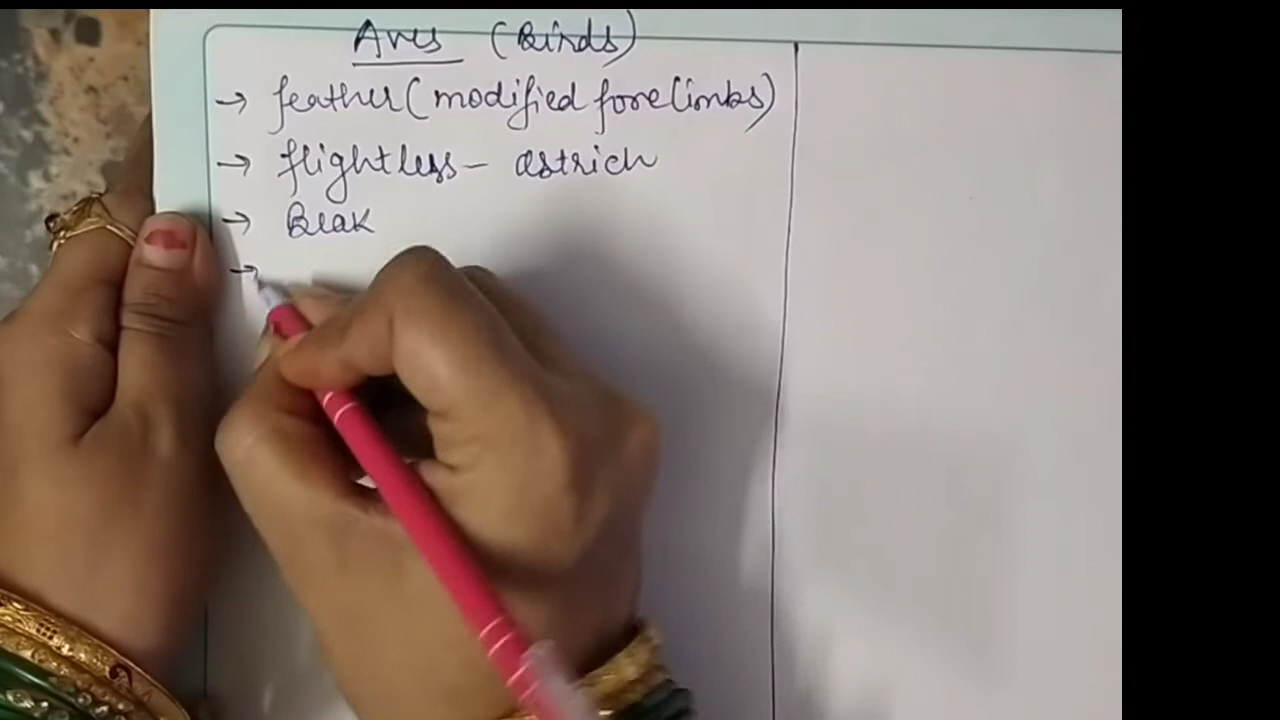 Aves (Birds)
→ feather (modified forelimbs)
→ flightless - ostrich
→ Beak
→